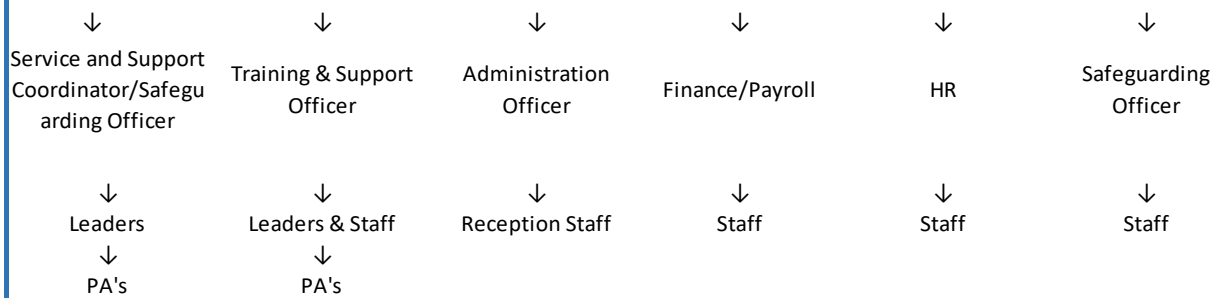 ↓ ↓ ↓ ↓ ↓ ↓
Service and Support
Coordinator/Safegu
arding Officer
Training & Support
Officer
Administration
Officer
Finance/Payroll
HR
Safeguarding
Officer
↓ ↓ ↓ ↓ ↓ ↓
Leaders
Leaders & Staff
Reception Staff
Staff
Staff
Staff
↓ ↓
PA's
PA's